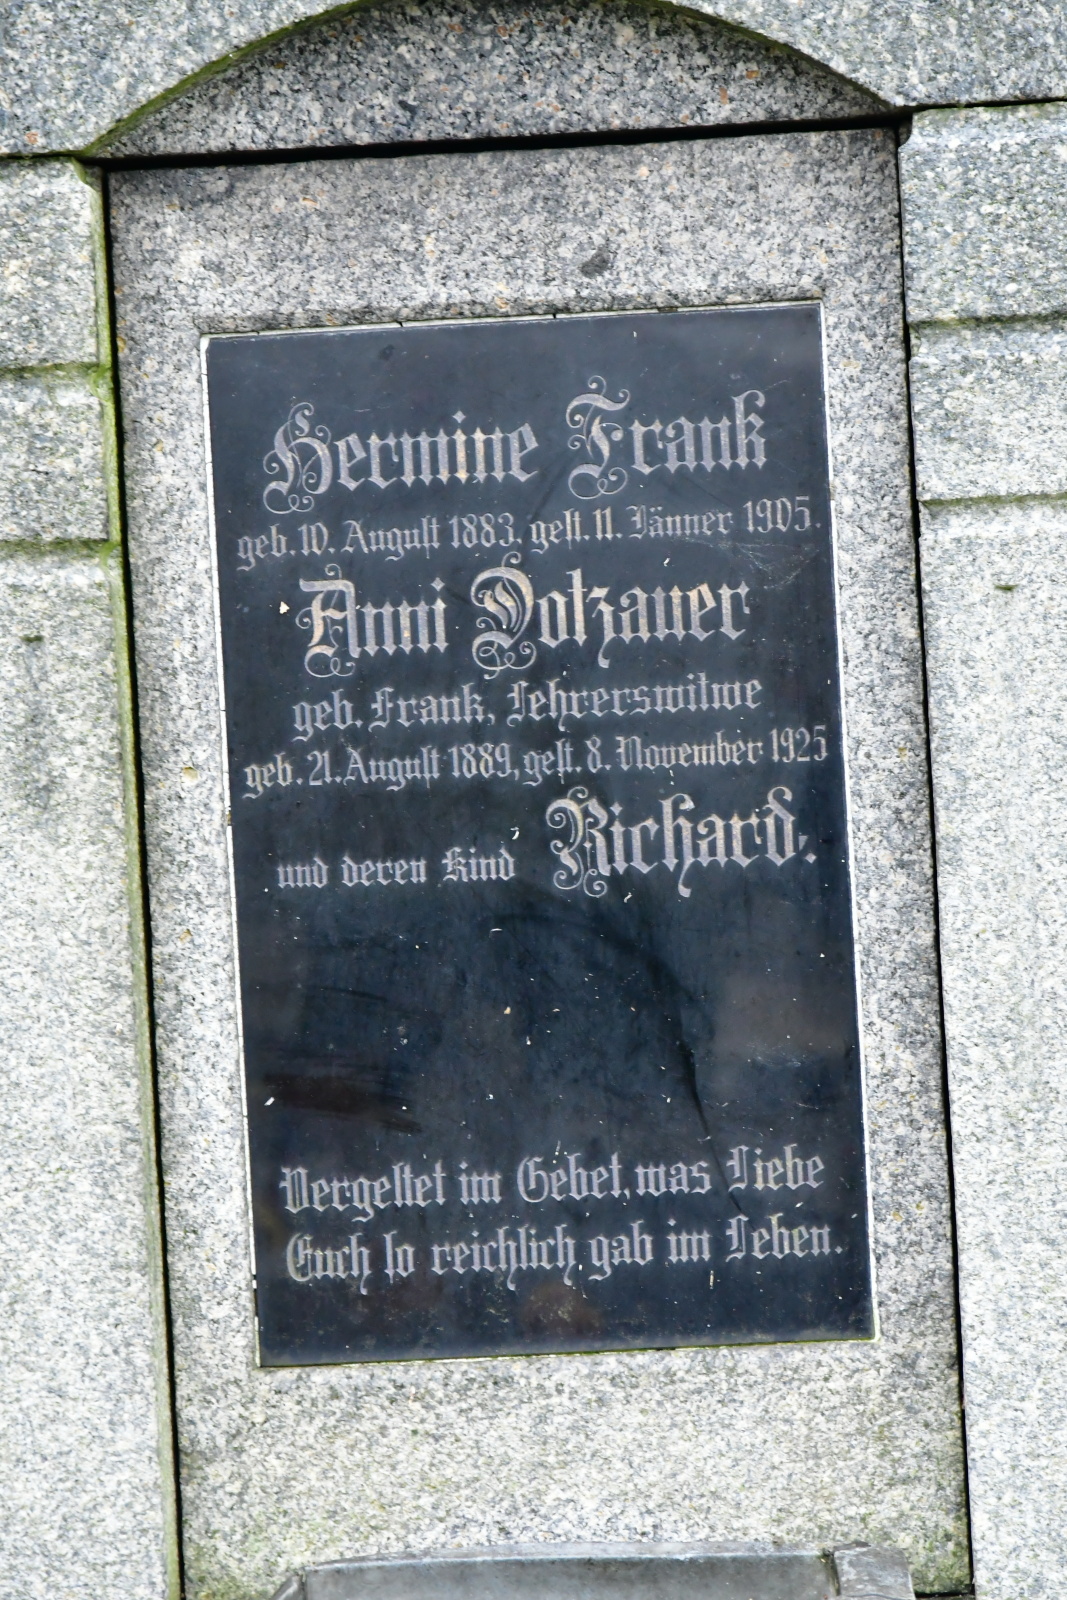 Hermine Frank
geb. 10. August 1883. gest. 11. Jänner 1905.
Anni Dotzauer
geb. Frank, Lehrerswitwe
geb. 21. August 1889, gest. 8. November 1925
und deren Kind Richard.
Vergeltet im Gebet, was Liebe
Euch so reichlich gab im Leben.